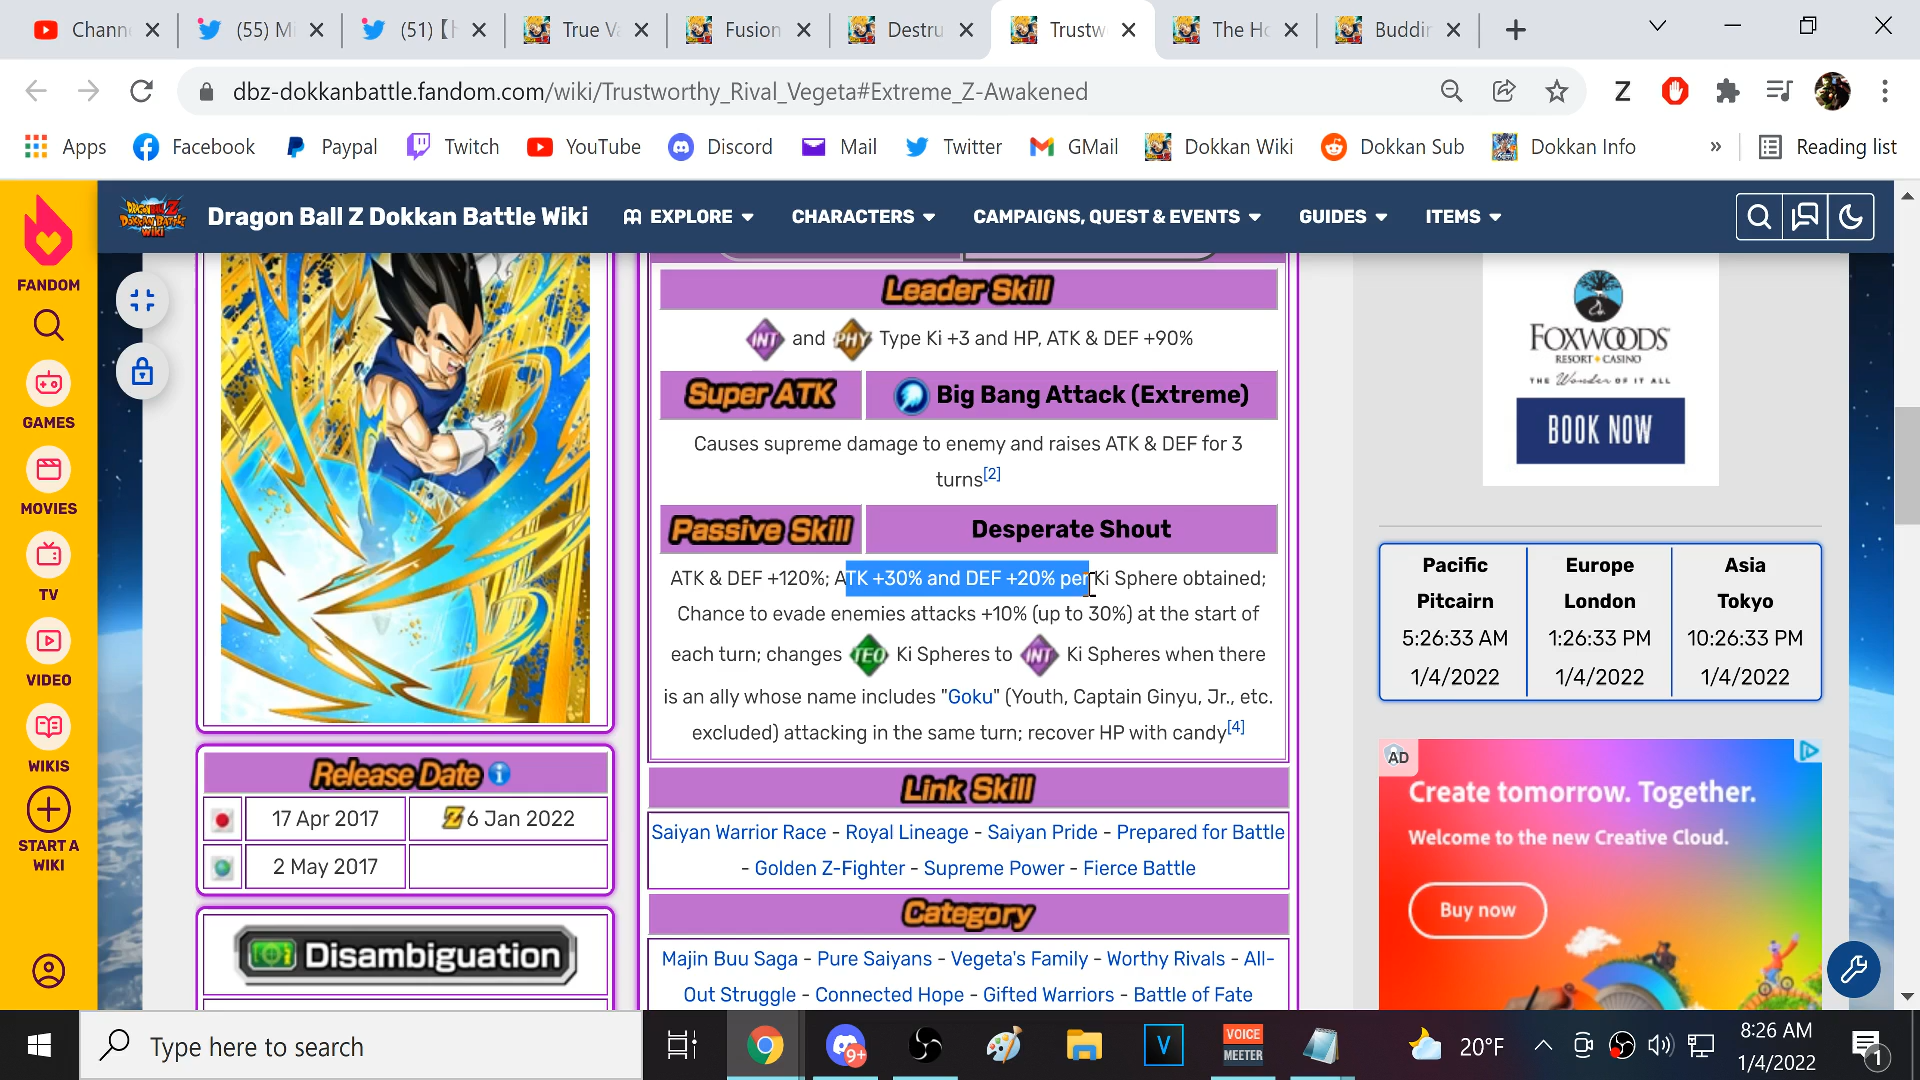 Chann
(55) Mi
(51)【h
True Va
Fusion
Destru
Trustw
The Ho
Buddin
dbz-dokkanbattle.fandom.com/wiki/Trustworthy_Rival_Vegeta#Extreme_Z-Awakened
Z
Apps
Facebook
Paypal
Twitch
YouTube
Discord
Mail
Twitter
GMail
Dokkan Wiki
Dokkan Sub
Dokkan Info
»
Reading list
Dragon Ball Z Dokkan Battle Wiki
EXPLORE
CHARACTERS
CAMPAIGNS, QUEST & EVENTS
GUIDES
ITEMS
FANDOM
GAMES
MOVIES
TV
VIDEO
WIKIS
START A
WIKI
Leader Skill
INT and PHY Type Ki +3 and HP, ATK & DEF +90%
Super ATK
Big Bang Attack (Extreme)
Causes supreme damage to enemy and raises ATK & DEF for 3
turns[2]
Passive Skill
Desperate Shout
ATK & DEF +120%; ATK +30% and DEF +20% per Ki Sphere obtained;
Chance to evade enemies attacks +10% (up to 30%) at the start of
each turn; changes TEQ Ki Spheres to INT Ki Spheres when there
is an ally whose name includes "Goku" (Youth, Captain Ginyu, Jr., etc.
excluded) attacking in the same turn; recover HP with candy[4]
Link Skill
Saiyan Warrior Race - Royal Lineage - Saiyan Pride - Prepared for Battle
- Golden Z-Fighter - Supreme Power - Fierce Battle
Category
Majin Buu Saga - Pure Saiyans - Vegeta's Family - Worthy Rivals - All-
Out Struggle - Connected Hope - Gifted Warriors - Battle of Fate
Release Date
17 Apr 2017
Z 6 Jan 2022
2 May 2017
Disambiguation
FOXWOODS
RESORT • CASINO
THE Wonder OF IT ALL
BOOK NOW
Pacific
Pitcairn
5:26:33 AM
1/4/2022
Europe
London
1:26:33 PM
1/4/2022
Asia
Tokyo
10:26:33 PM
1/4/2022
AD
Create tomorrow. Together.
Welcome to the new Creative Cloud.
Buy now
Type here to search
9+
V
VOICE
MEETER
20°F
8:26 AM
1/4/2022
1